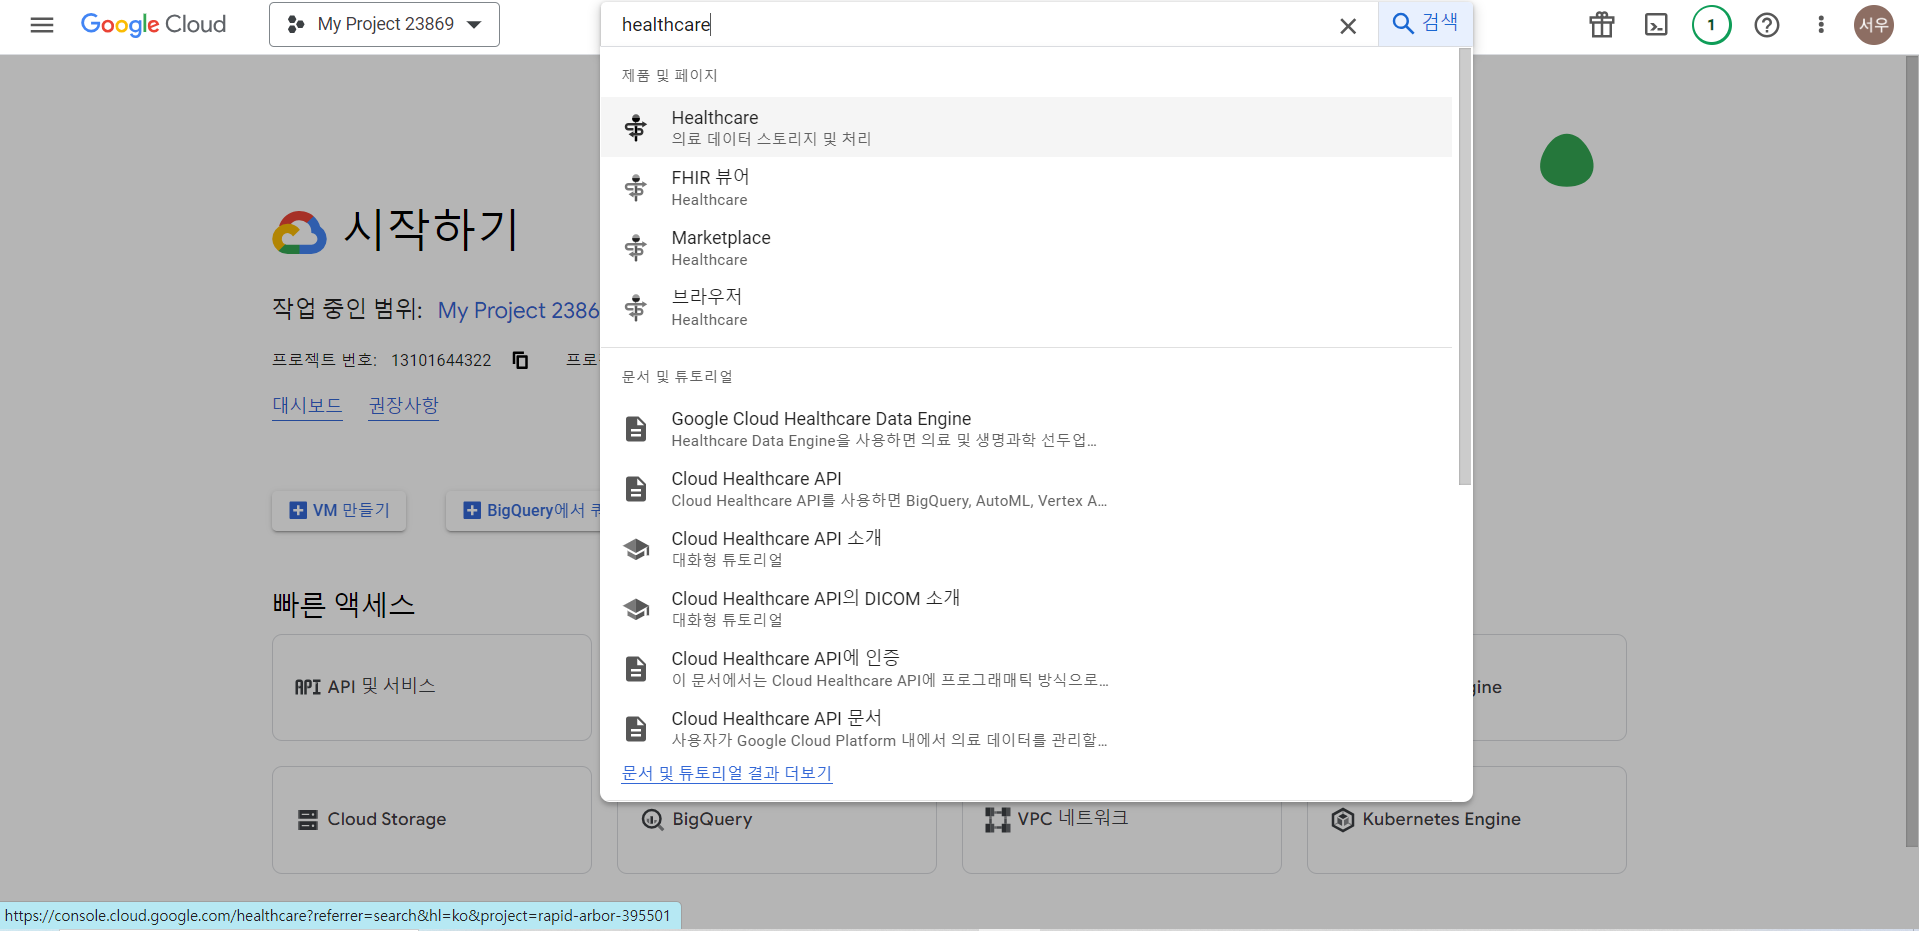 Google Cloud
My Project 23869
healthcare
검색
1
서우
제품 및 페이지
Healthcare
의료 데이터 스토리지 및 처리
FHIR 뷰어
Healthcare
Marketplace
Healthcare
브라우저
Healthcare
문서 및 튜토리얼
Google Cloud Healthcare Data Engine
Healthcare Data Engine을 사용하면 의료 및 생명과학 선두업...
Cloud Healthcare API
Cloud Healthcare API를 사용하면 BigQuery, AutoML, Vertex A...
Cloud Healthcare API 소개
대화형 튜토리얼
Cloud Healthcare API의 DICOM 소개
대화형 튜토리얼
Cloud Healthcare API에 인증
이 문서에서는 Cloud Healthcare API에 프로그래매틱 방식으로...
Cloud Healthcare API 문서
사용자가 Google Cloud Platform 내에서 의료 데이터를 관리할...
문서 및 튜토리얼 결과 더보기
시작하기
작업 중인 범위: My Project 2386
프로젝트 번호: 13101644322 프로
대시보드 권장사항
VM 만들기
BigQuery에서 쿼
빠른 액세스
API API 및 서비스
gine
Cloud Storage
BigQuery
VPC 네트워크
Kubernetes Engine
https://console.cloud.google.com/healthcare?referrer=search&hl=ko&project=rapid-arbor-395501